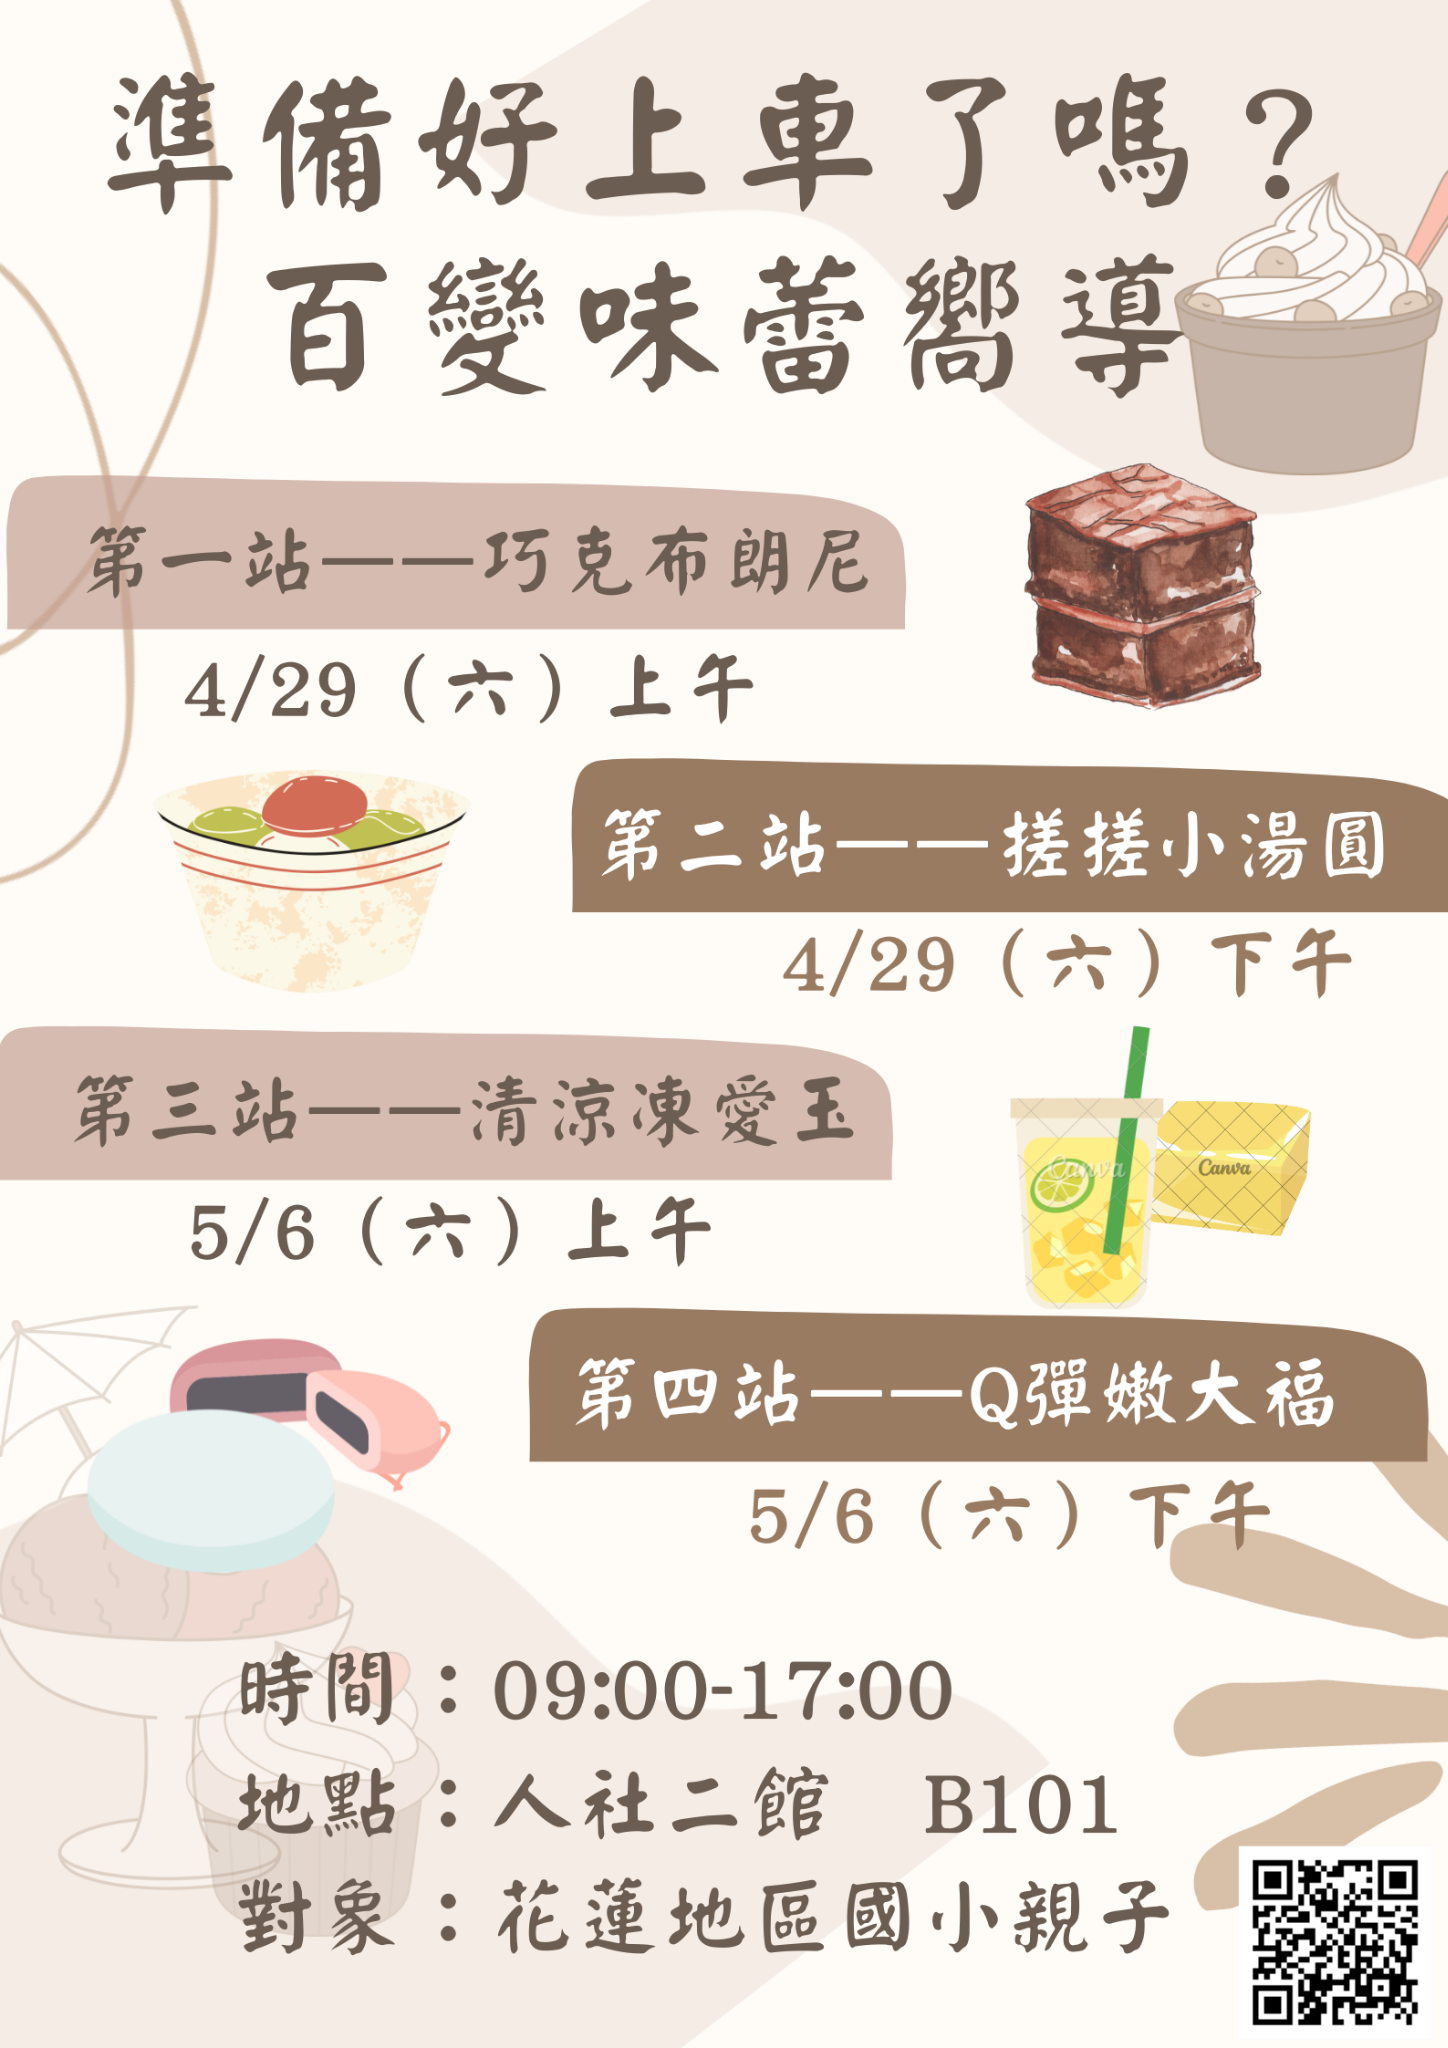 準備好上車了嗎？
百變味蕾嚮導
第一站——巧克布朗尼
4/29（六）上午
第二站——搓搓小湯圓
4/29（六）下午
第三站——清涼凍愛玉
5/6（六）上午
Canva
Canva
第四站——Q彈嫩大福
5/6（六）下午
時間：09:00-17:00
地點：人社二館　B101
對象：花蓮地區國小親子